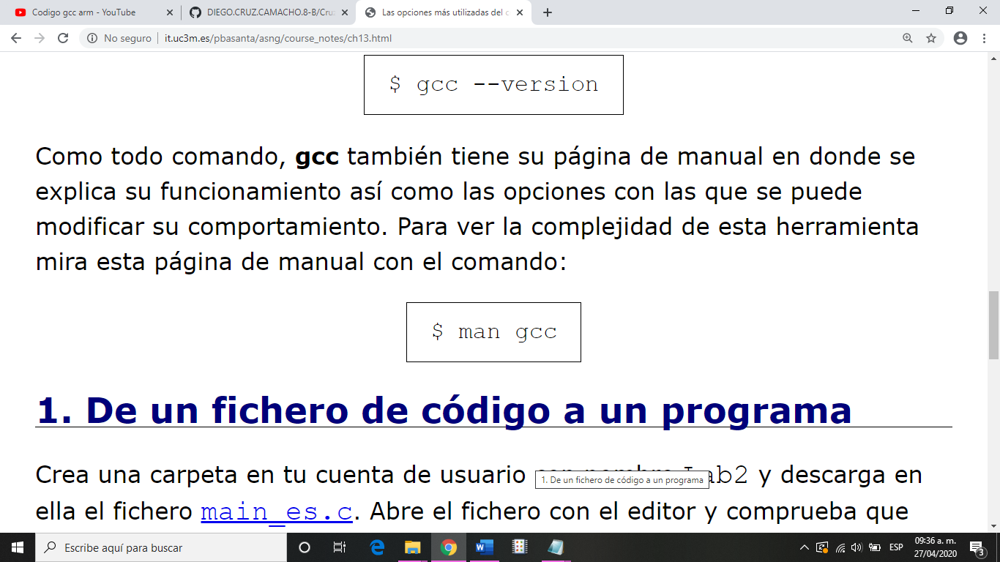 Codigo gcc arm - YouTube
DIEGO.CRUZ.CAMACHO.8-B/Cru
Las opciones más utilizadas del c
No seguro
it.uc3m.es/pbasanta/asng/course_notes/ch13.html
$ gcc --version
Como todo comando, gcc también tiene su página de manual en donde se
explica su funcionamiento así como las opciones con las que se puede
modificar su comportamiento. Para ver la complejidad de esta herramienta
mira esta página de manual con el comando:
$ man gcc
1. De un fichero de código a un programa
Crea una carpeta en tu cuenta de usuario con nombre Lab2 y descarga en
1. De un fichero de código a un programa
ella el fichero main_es.c. Abre el fichero con el editor y comprueba que
Escribe aquí para buscar
ESP
09:36 a. m.
27/04/2020
3